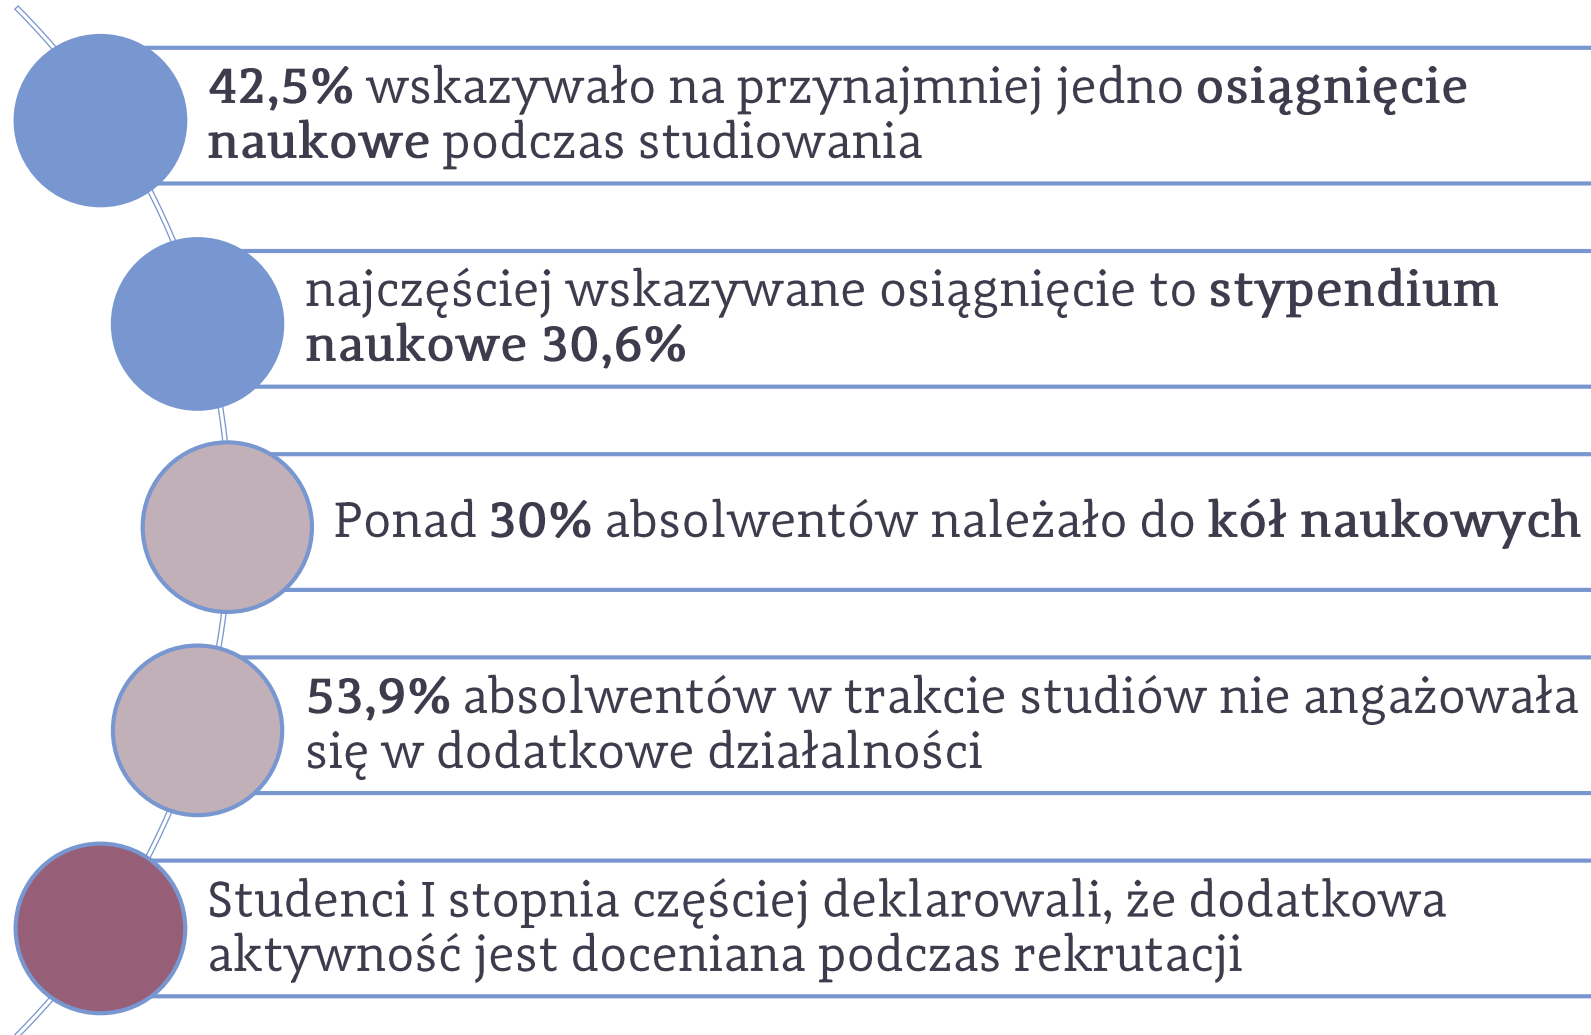 42,5% wskazywało na przynajmniej jedno osiągnięcie
naukowe podczas studiowania
najczęściej wskazywane osiągnięcie to stypendium
naukowe 30,6%
Ponad 30% absolwentów należało do kół naukowych
53,9% absolwentów w trakcie studiów nie angażowała
się w dodatkowe działalności
Studenci I stopnia częściej deklarowali, że dodatkowa
aktywność jest doceniana podczas rekrutacji